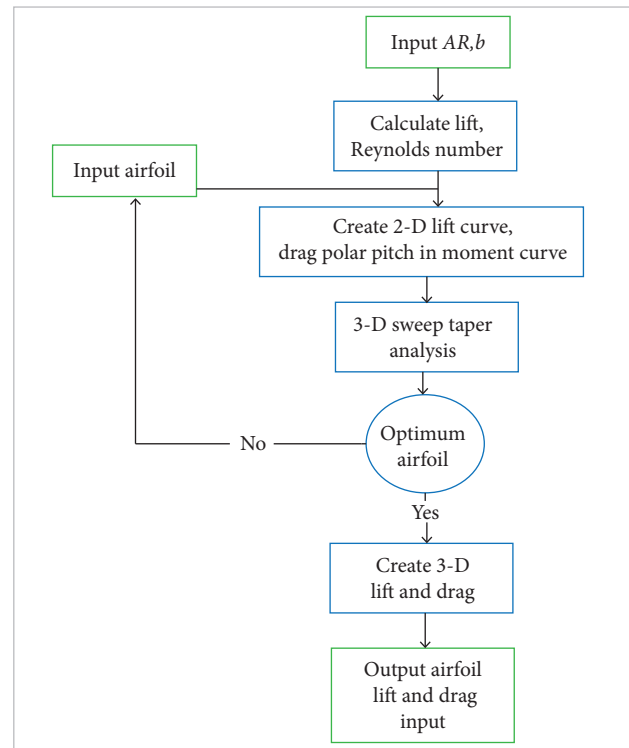 Input AR,b
Calculate lift,
Reynolds number
Input airfoil
Create 2-D lift curve,
drag polar pitch in moment curve
3-D sweep taper
analysis
Optimum
airfoil
No
Yes
Create 3-D
lift and drag
Output airfoil
lift and drag
input